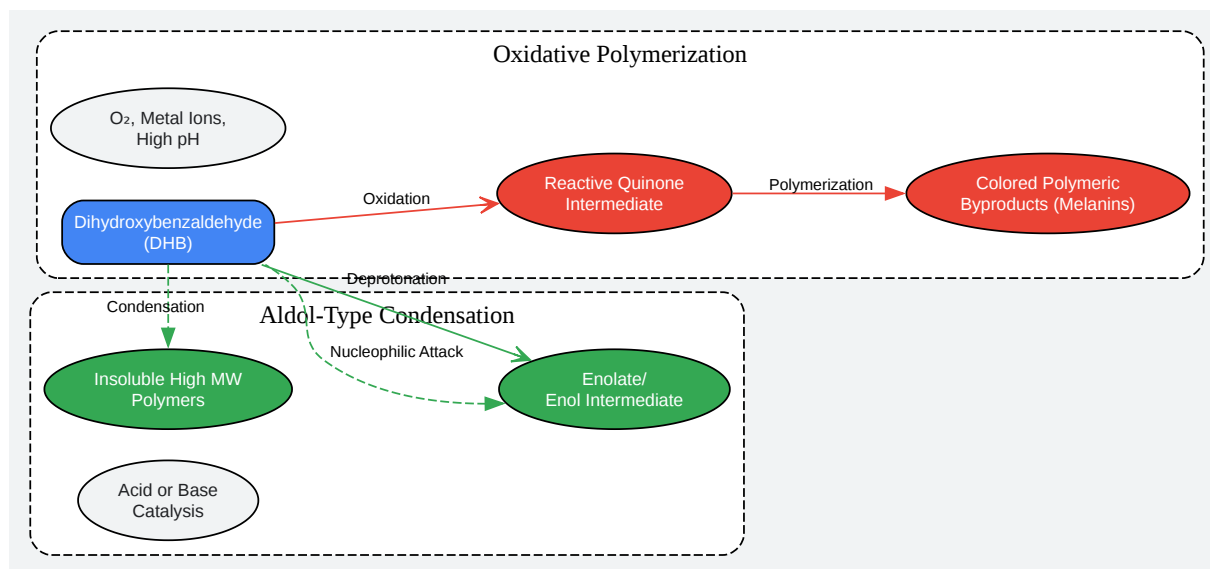 Oxidative Polymerization
O₂, Metal Ions,
High pH
Dihydroxybenzaldehyde
(DHB)
Oxidation
Reactive Quinone
Intermediate
Polymerization
Colored Polymeric
Byproducts (Melanins)
Deprotonation
Condensation
Aldol-Type Condensation
Nucleophilic Attack
Insoluble High MW
Polymers
Enolate/
Enol Intermediate
Acid or Base
Catalysis